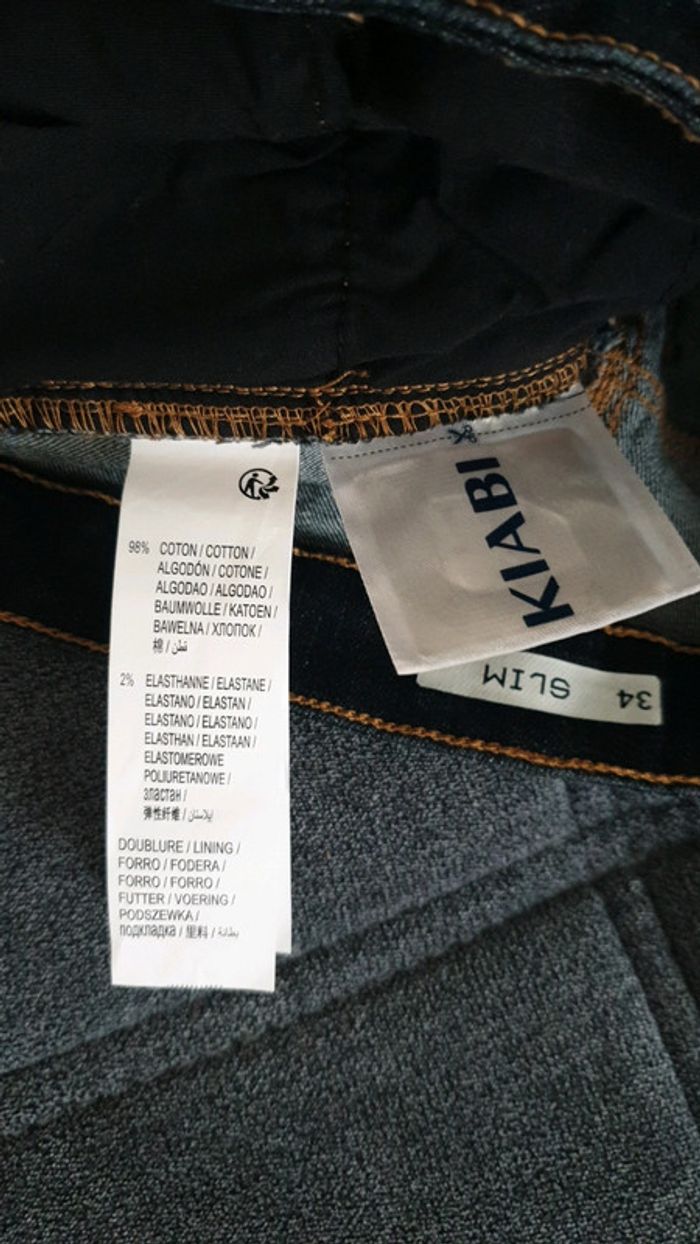 98% COTON / COTTON /
ALGODÓN / COTONE /
ALGODAO / ALGODAO /
BAUMWOLLE / KATOEN /
BAWELNA / ХЛОПОК /
棉 / قطن
2% ELASTHANNE / ELASTANE /
ELASTANO / ELASTAN /
ELASTANO / ELASTANO /
ELASTHAN / ELASTAAN /
ELASTOMEROWE
POLIURETANOWE /
эластан /
弹性纤维 / إيلاستان
DOUBLURE / LINING /
FORRO / FODERA /
FORRO / FORRO /
FUTTER / VOERING /
PODSZEWKA /
подкладка / 里料 / بطانة
KIABI
34 SLIM